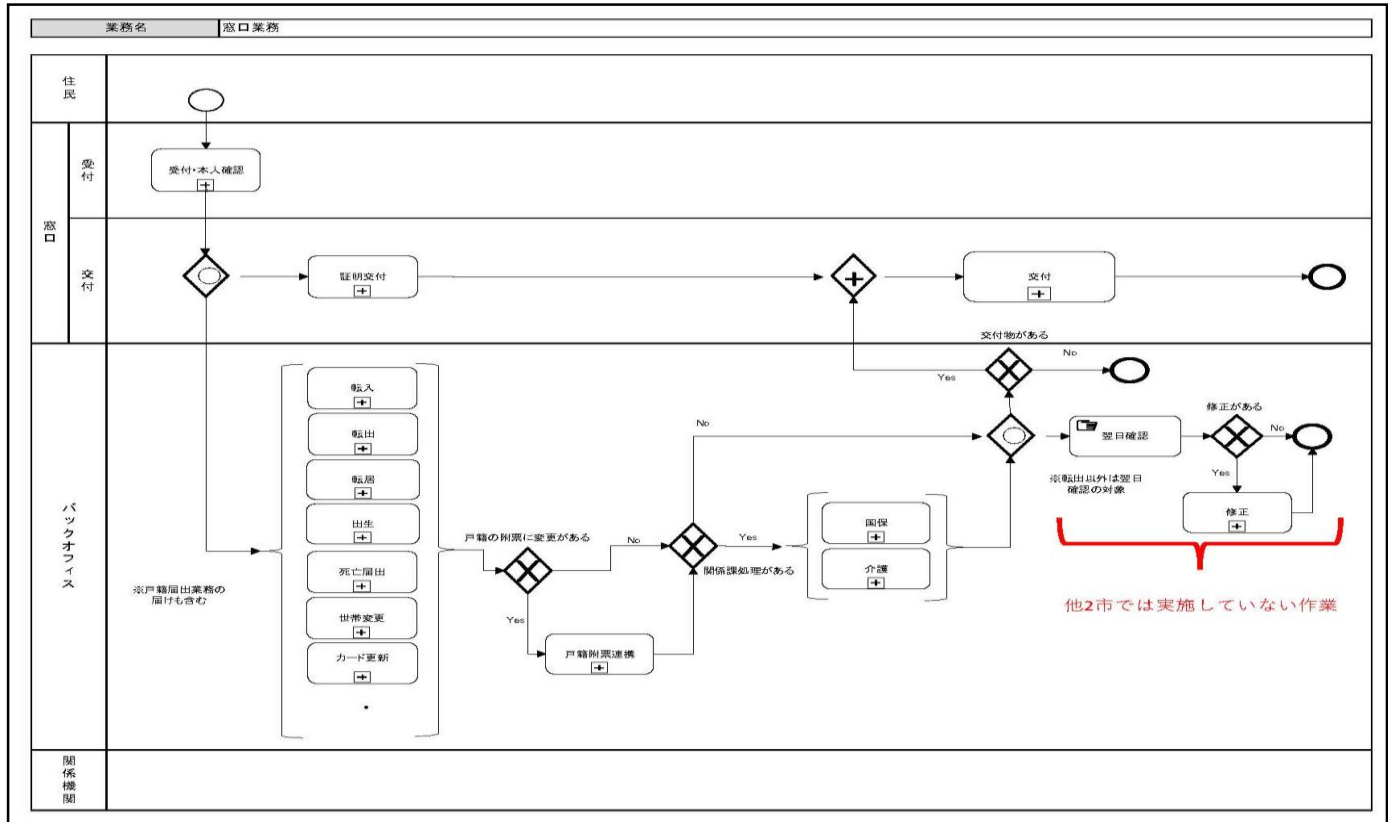 業務名
窓口業務
住
民
窓
口
受
付
受付・本人確認
交
付
証明交付
交付
交付物がある
Yes
No
バックオフィス
転入
転出
転居
出生
死亡届出
世帯変更
カード更新
・
※戸籍届出業務の
届けも含む
戸籍の附票に変更がある
No
Yes
戸籍附票連携
No
Yes
関係課処理がある
国保
介護
翌日確認
※転出以外は翌日
確認の対象
修正がある
No
Yes
修正
他2市では実施していない作業
関
係
機
関